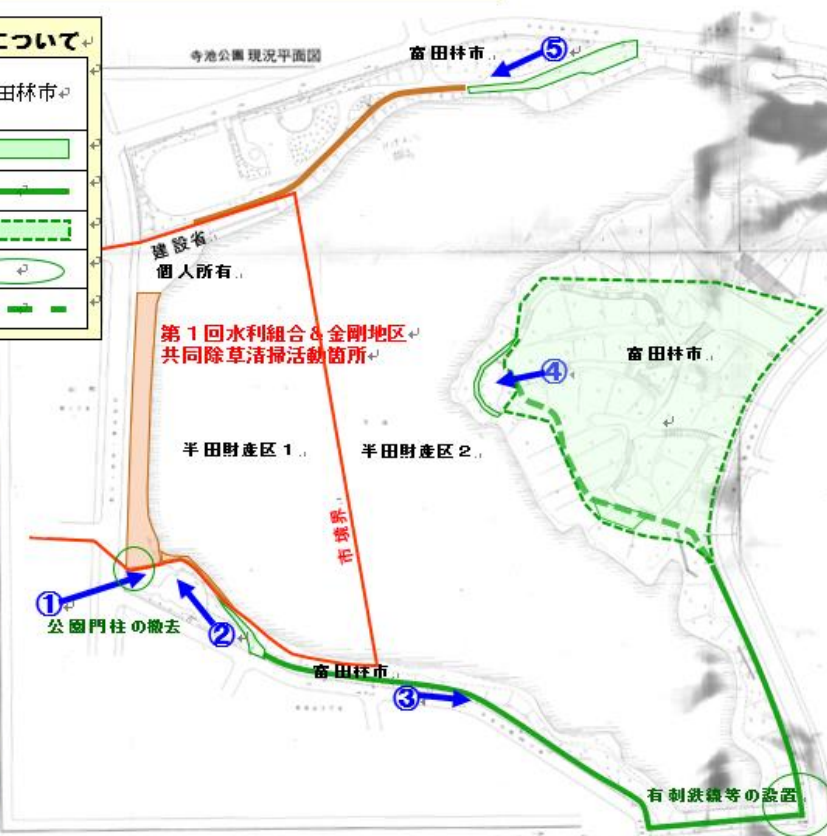 について
田林市
寺池公園 現況平面図
富田林市
⑤
建設省
個人所有
第１回水利組合＆金剛地区
共同除草清掃活動箇所
富田林市
④
半田財産区１
半田財産区２
市境界
①
公園門柱の撤去
②
富田林市
③
有刺鉄線等の設置